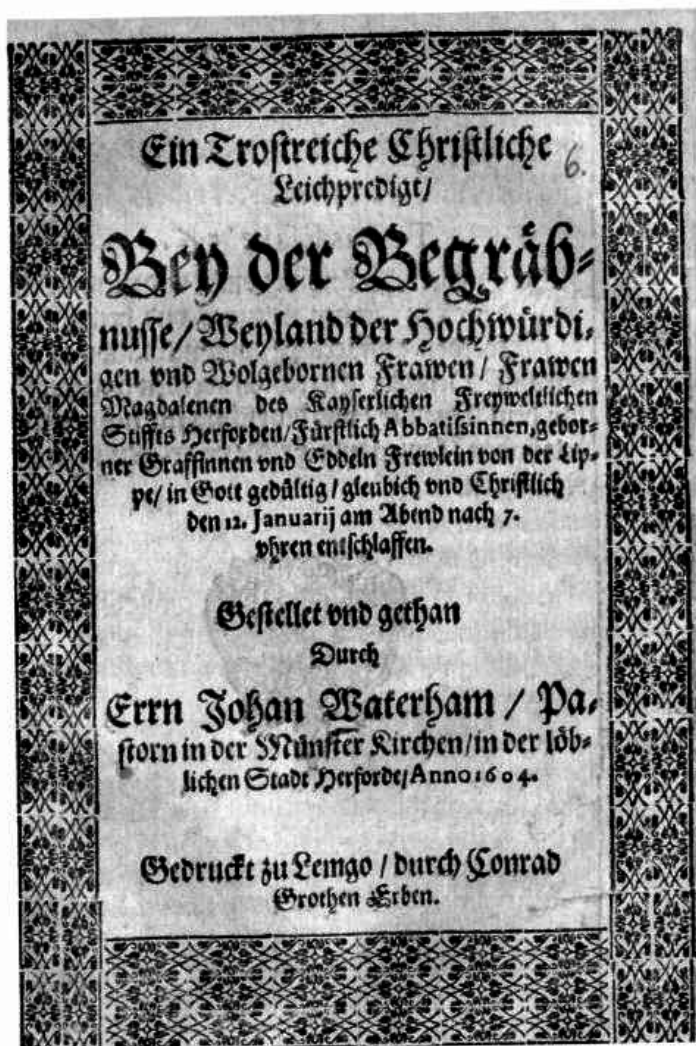 Ein Trostreiche Christliche
6.
Leichpredigt/
Bey der Begräb⸗
nusse/Weyland der Hochwürdi⸗
gen vnd Wolgebornen Frawen/ Frawen
Magdalenen des Kayserlichen Freyweltlichen
Stiffts Herforden/Fürstlich Abbatissinnen,gebor⸗
ner Graffinnen vnd Eddeln Frewlein von der Lip⸗
pe/ in Gott gedültig/gleubich vnd Christlich
den 12. Januarij am Abend nach 7.
vhren entschlaffen.
Gestellet vnd gethan
Durch
Errn Johan Waterham / Pa⸗
storn in der Münster Kirchen/in der löb⸗
lichen Stadt Herforde/Anno 1604.
Gedruckt zu Lemgo / durch Conrad
Grothen Erben.